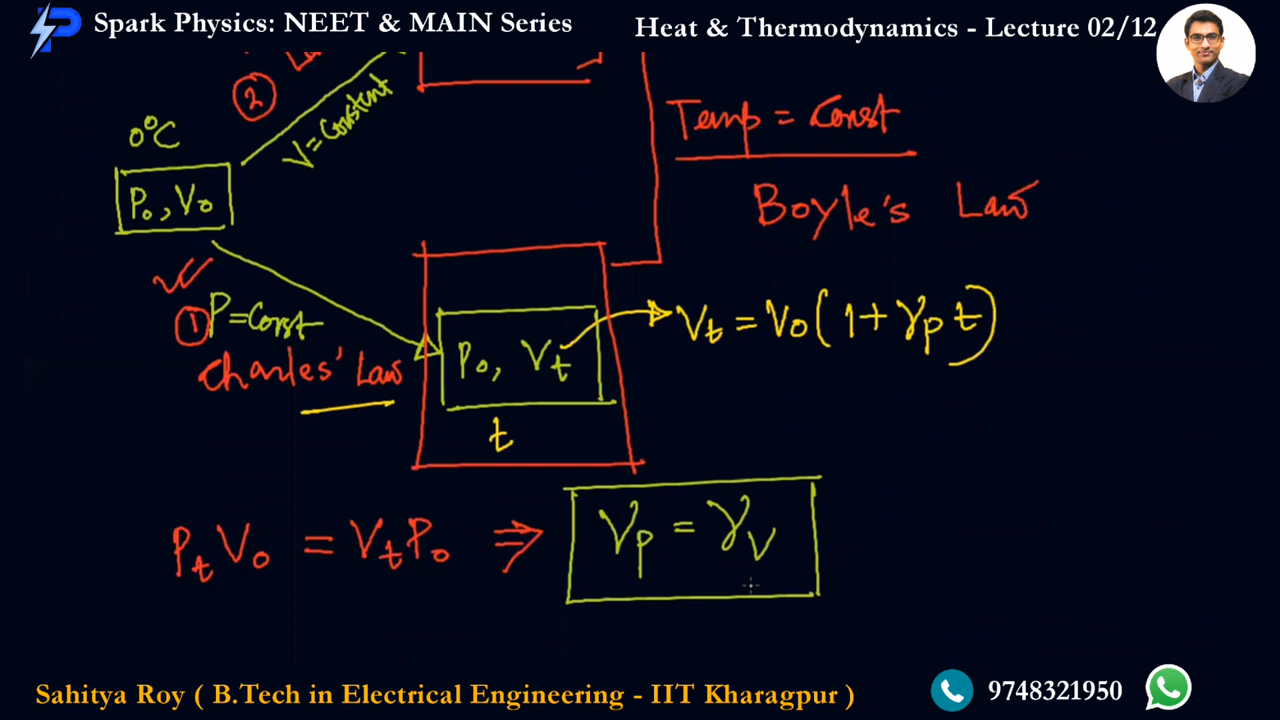 Spark Physics: NEET & MAIN Series
Heat & Thermodynamics - Lecture 02/12
②
V=Constant
0°C
P₀, V₀
Temp = Const
Boyle's Law
① P=Const
Charles' Law
P₀, Vₜ
t
Vₜ = V₀(1+γₚt)
PₜV₀ = VₜP₀ ⇒ γₚ = γᵥ
Sahitya Roy ( B.Tech in Electrical Engineering - IIT Kharagpur )
9748321950